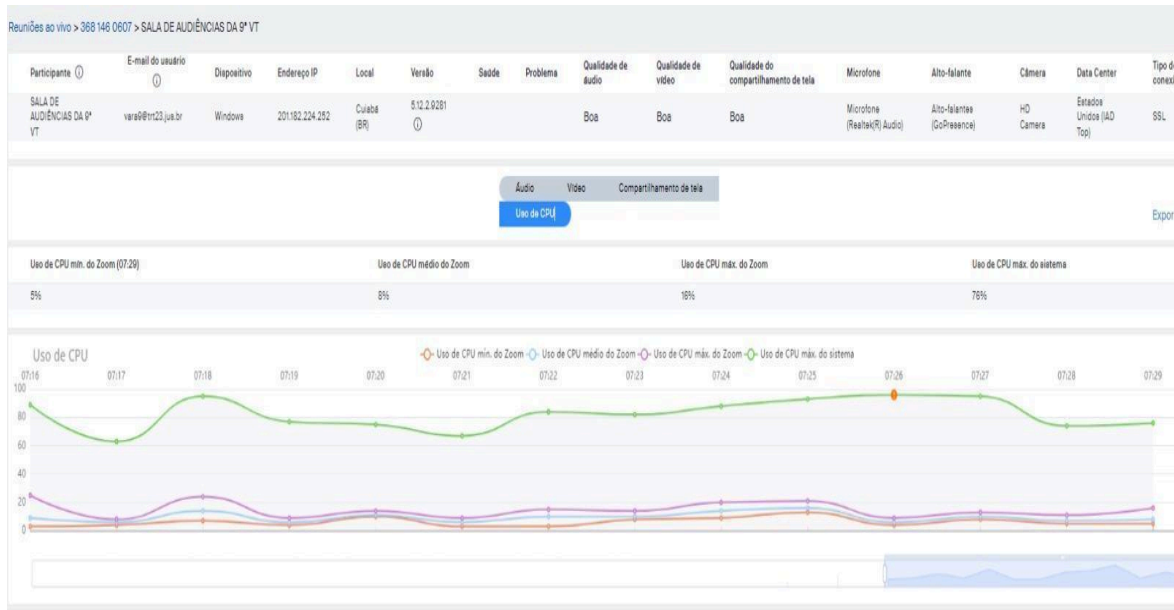 Reuniões ao vivo > 368 146 0607 > SALA DE AUDIÊNCIAS DA 9ª VT
Participante E-mail do usuário Dispositivo Endereço IP Local Versão Saúde Problema Qualidade de áudio Qualidade de vídeo Qualidade do compartilhamento de tela Microfone Alto-falante Câmera Data Center Tipo de
SALA DE AUDIÊNCIAS DA 9ª VT vara9@trt23.jus.br Windows 201.182.224.252 Cuiabá (BR) 5.12.2.9281 Boa Boa Boa Microfone (Realtek(R) Audio) Alto-falantes (GoPresence) HD Camera Estados Unidos (IAD Top) SSL
Áudio Vídeo Compartilhamento de tela
Uso de CPU
Expor
Uso de CPU mín. do Zoom (07:29) Uso de CPU médio do Zoom Uso de CPU máx. do Zoom Uso de CPU máx. do sistema
5% 8% 16% 76%
Uso de CPU
Uso de CPU mín. do Zoom Uso de CPU médio do Zoom Uso de CPU máx. do Zoom Uso de CPU máx. do sistema
07:16 07:17 07:18 07:19 07:20 07:21 07:22 07:23 07:24 07:25 07:26 07:27 07:28 07:29
100
80
60
40
20
0